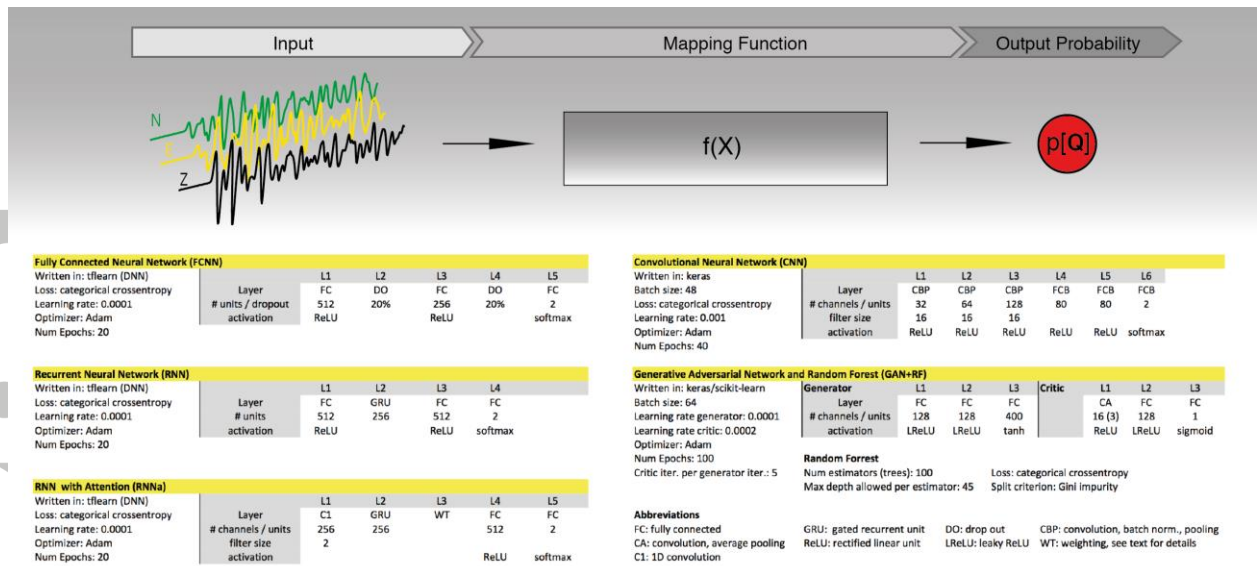 Input Mapping Function Output Probability
N
E
Z
f(X)
p[Q]
Fully Connected Neural Network (FCNN)
Written in: tflearn (DNN) L1 L2 L3 L4 L5
Loss: categorical crossentropy Layer FC DO FC DO FC
Learning rate: 0.0001 # units / dropout 512 20% 256 20% 2
Optimizer: Adam activation ReLU ReLU softmax
Num Epochs: 20
Recurrent Neural Network (RNN)
Written in: tflearn (DNN) L1 L2 L3 L4
Loss: categorical crossentropy Layer FC GRU FC FC
Learning rate: 0.0001 # units 512 256 512 2
Optimizer: Adam activation ReLU ReLU softmax
Num Epochs: 20
RNN with Attention (RNNa)
Written in: tflearn (DNN) L1 L2 L3 L4 L5
Loss: categorical crossentropy Layer C1 GRU WT FC FC
Learning rate: 0.0001 # channels / units 256 256 512 2
Optimizer: Adam filter size 2
Num Epochs: 20 activation ReLU softmax
Convolutional Neural Network (CNN)
Written in: keras L1 L2 L3 L4 L5 L6
Batch size: 48 Layer CBP CBP CBP FCB FCB FCB
Loss: categorical crossentropy # channels / units 32 64 128 80 80 2
Learning rate: 0.001 filter size 16 16 16
Optimizer: Adam activation ReLU ReLU ReLU ReLU ReLU softmax
Num Epochs: 40
Generative Adversarial Network and Random Forest (GAN+RF)
Written in: keras/scikit-learn Generator L1 L2 L3 Critic L1 L2 L3
Batch size: 64 Layer FC FC FC CA FC FC
Learning rate generator: 0.0001 # channels / units 128 128 400 16 (3) 128 1
Learning rate critic: 0.0002 activation LReLU LReLU tanh ReLU LReLU sigmoid
Optimizer: Adam
Num Epochs: 100 Random Forrest
Critic iter. per generator iter.: 5 Num estimators (trees): 100 Loss: categorical crossentropy
Max depth allowed per estimator: 45 Split criterion: Gini impurity
Abbreviations
FC: fully connected GRU: gated recurrent unit DO: drop out CBP: convolution, batch norm., pooling
CA: convolution, average pooling ReLU: rectified linear unit LReLU: leaky ReLU WT: weighting, see text for details
C1: 1D convolution